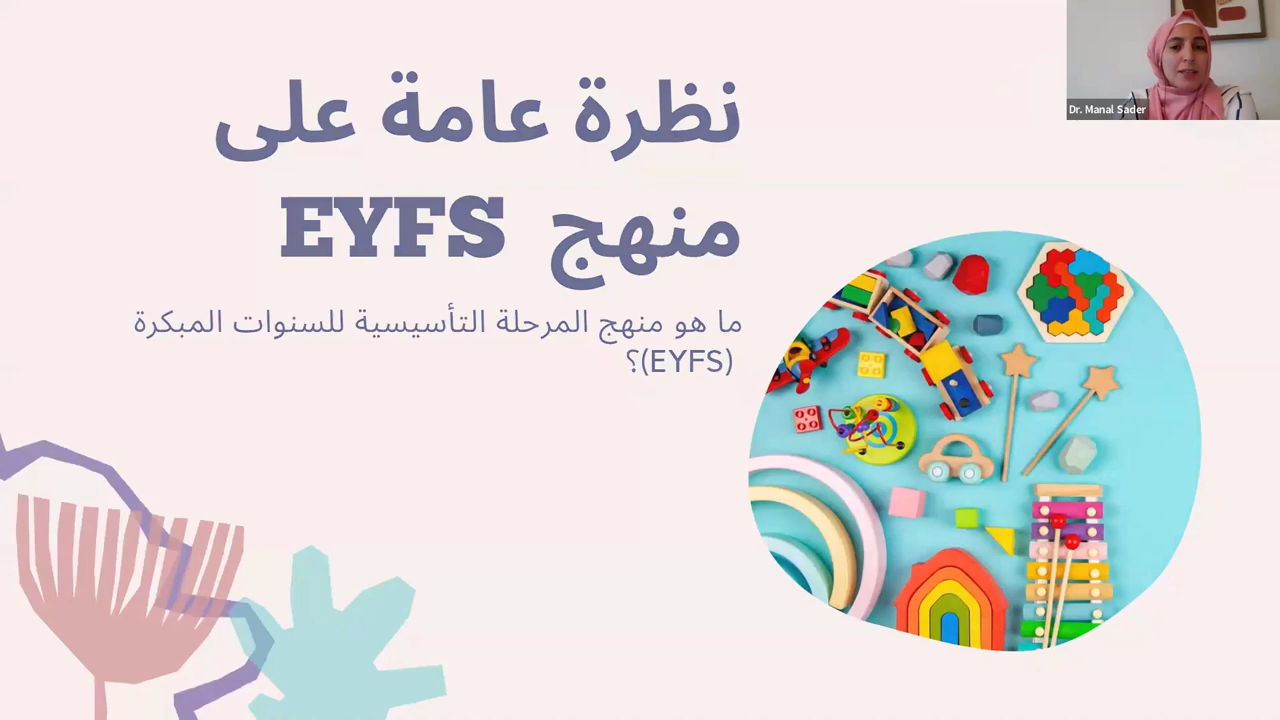 نظرة عامة على
منهج EYFS
ما هو منهج المرحلة التأسيسية للسنوات المبكرة
(EYFS)؟
Dr. Manal Sader